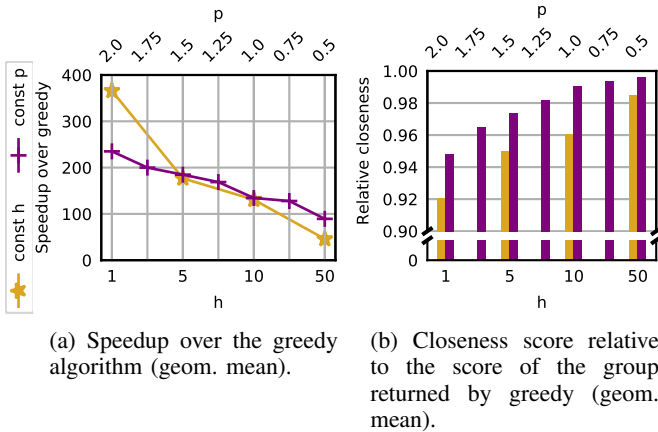 p
2.0 1.75 1.5 1.25 1.0 0.75 0.5
400
300
200
100
0
Speedup over greedy
const h const p
1 5 10 50
h
p
2.0 1.75 1.5 1.25 1.0 0.75 0.5
1.00
0.98
0.96
0.94
0.92
0.90
0
Relative closeness
1 5 10 50
h
(a) Speedup over the greedy
algorithm (geom. mean).
(b) Closeness score relative
to the score of the group
returned by greedy (geom.
mean).